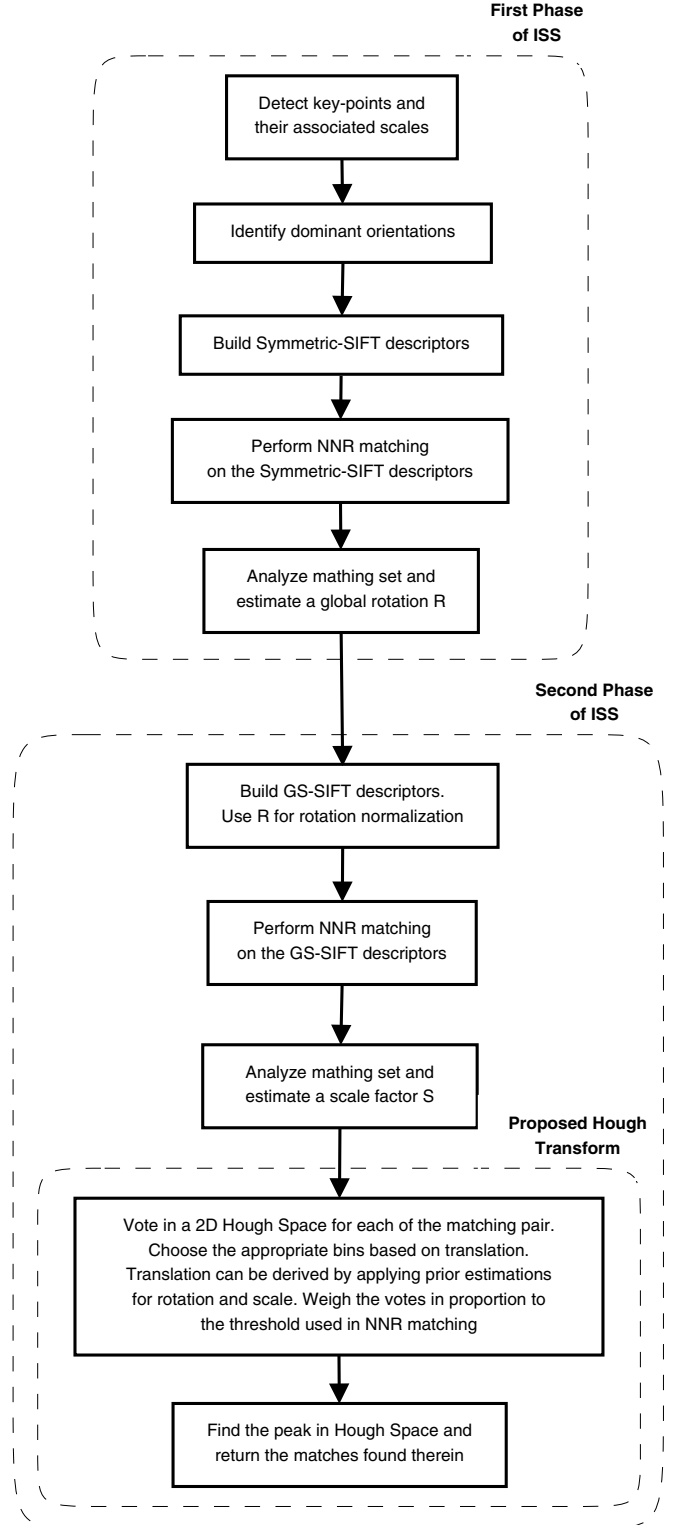 First Phase
of ISS
Detect key-points and
their associated scales
Identify dominant orientations
Build Symmetric-SIFT descriptors
Perform NNR matching
on the Symmetric-SIFT descriptors
Analyze mathing set and
estimate a global rotation R
Second Phase
of ISS
Build GS-SIFT descriptors.
Use R for rotation normalization
Perform NNR matching
on the GS-SIFT descriptors
Analyze mathing set and
estimate a scale factor S
Proposed Hough
Transform
Vote in a 2D Hough Space for each of the matching pair.
Choose the appropriate bins based on translation.
Translation can be derived by applying prior estimations
for rotation and scale. Weigh the votes in proportion to
the threshold used in NNR matching
Find the peak in Hough Space and
return the matches found therein